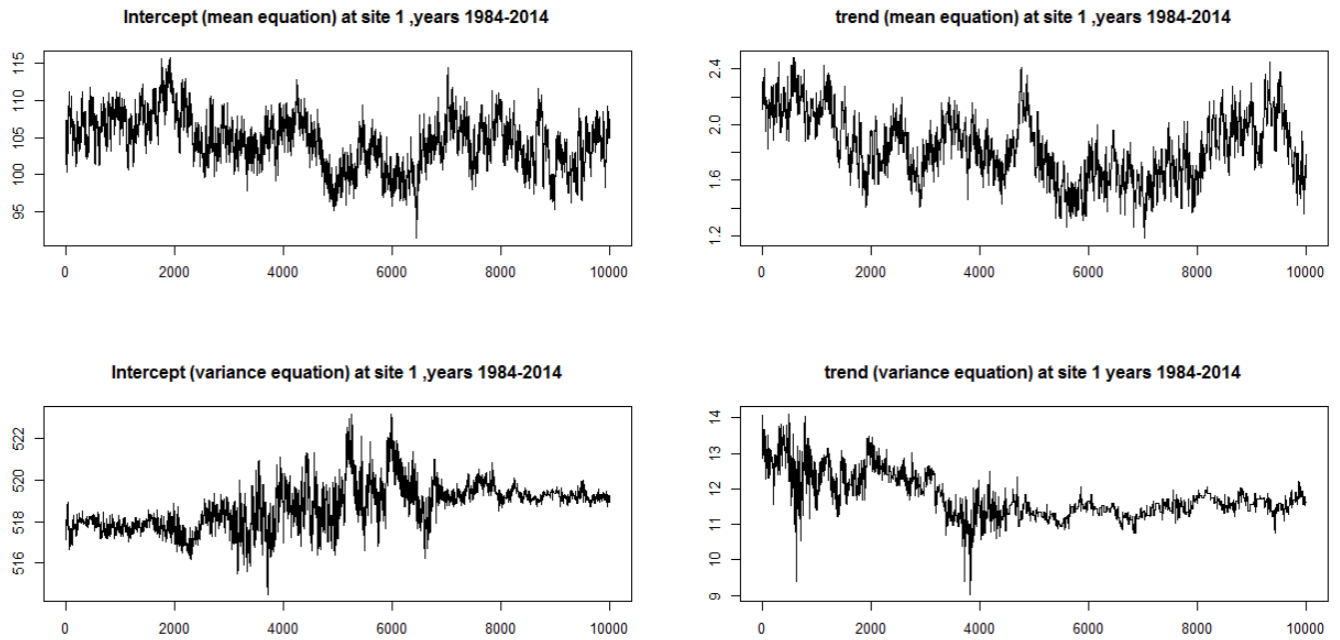 Intercept (mean equation) at site 1 ,years 1984-2014
115
110
105
100
95
0 2000 4000 6000 8000 10000
trend (mean equation) at site 1 ,years 1984-2014
2.4
2.0
1.6
1.2
0 2000 4000 6000 8000 10000
Intercept (variance equation) at site 1 ,years 1984-2014
522
520
518
516
0 2000 4000 6000 8000 10000
trend (variance equation) at site 1 years 1984-2014
14
13
12
11
10
9
0 2000 4000 6000 8000 10000